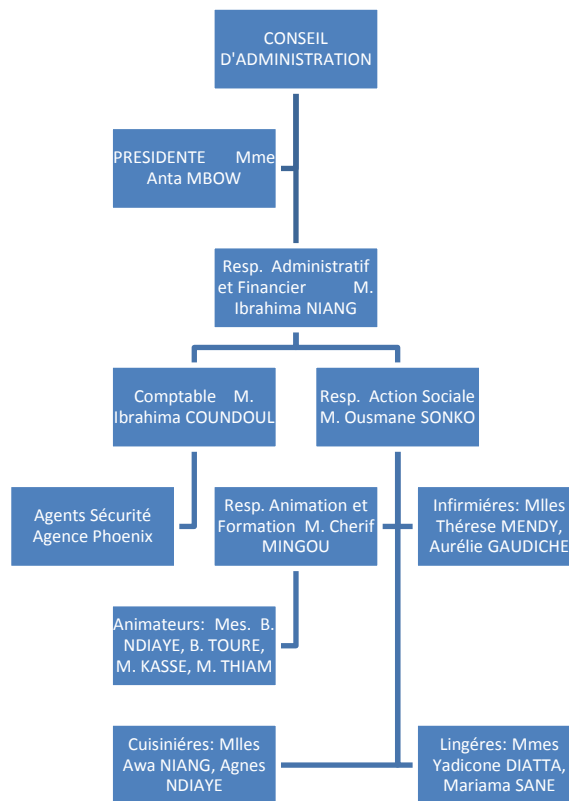 CONSEIL
D'ADMINISTRATION
PRESIDENTE Mme
Anta MBOW
Resp. Administratif
et Financier M.
Ibrahima NIANG
Comptable M.
Ibrahima COUNDOUL
Resp. Action Sociale
M. Ousmane SONKO
Agents Sécurité
Agence Phoenix
Resp. Animation et
Formation M. Cherif
MINGOU
Infirmiéres: Mlles
Thérese MENDY,
Aurélie GAUDICHE
Animateurs: Mes. B.
NDIAYE, B. TOURE,
M. KASSE, M. THIAM
Cuisiniéres: Mlles
Awa NIANG, Agnes
NDIAYE
Lingéres: Mmes
Yadicone DIATTA,
Mariama SANE